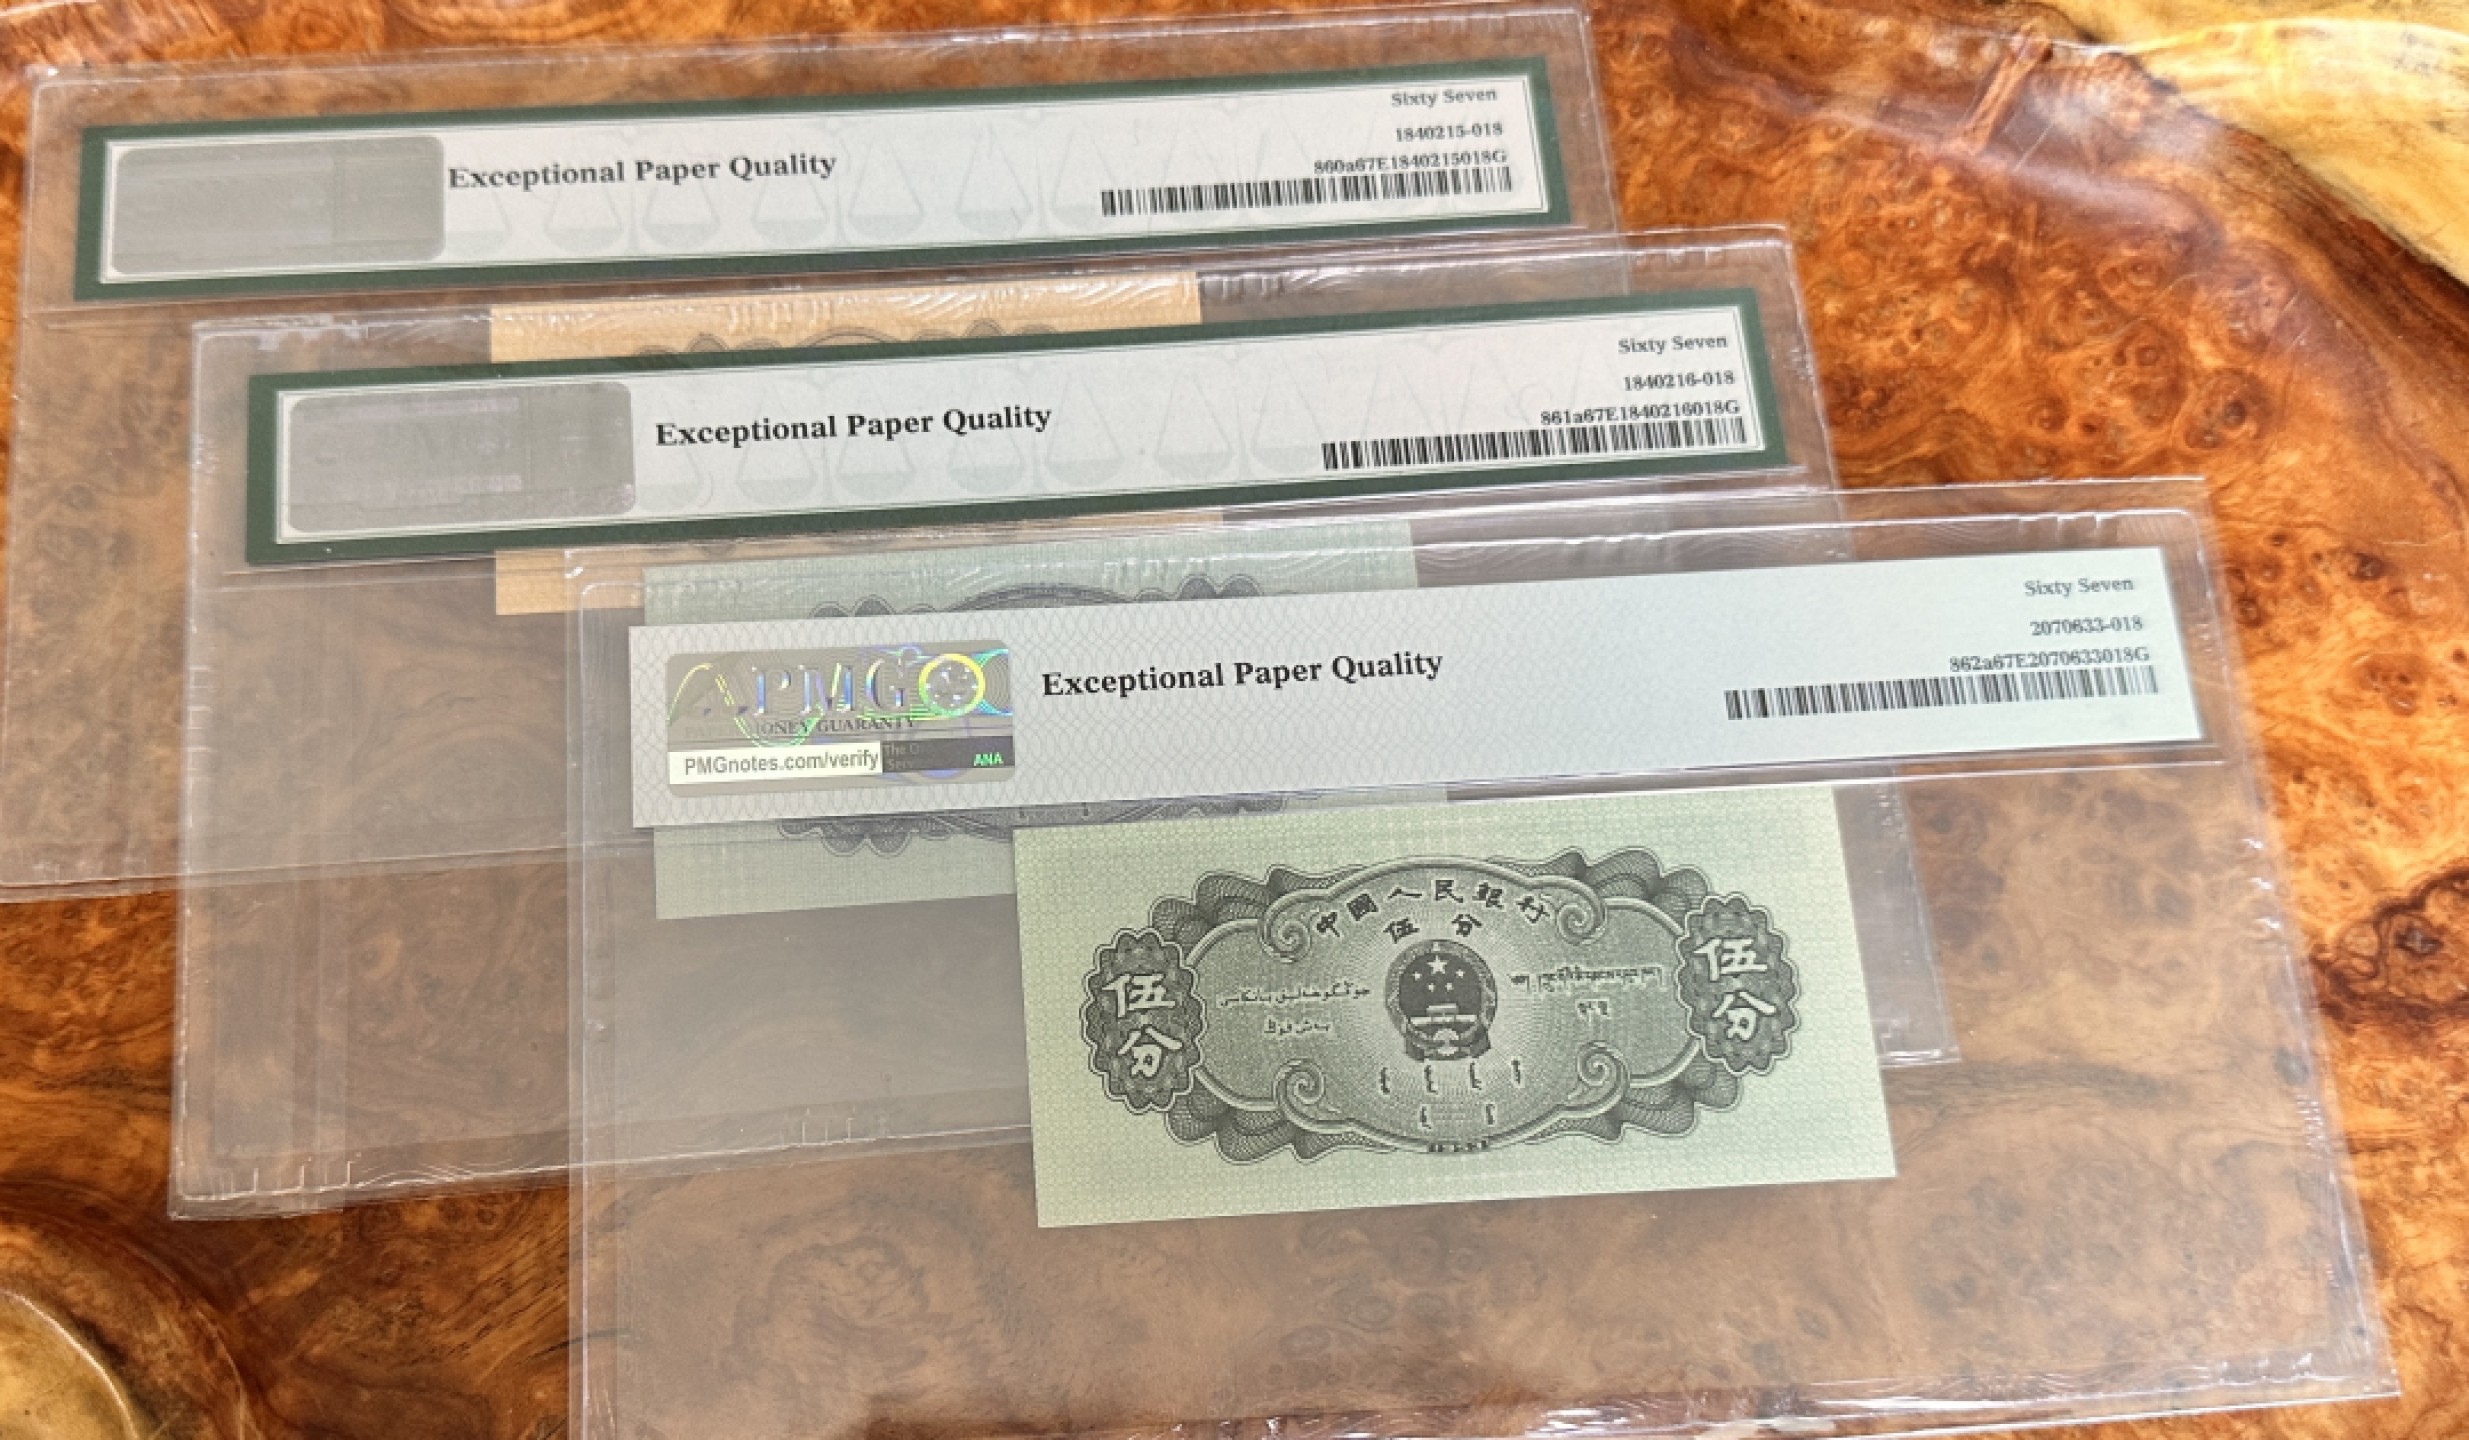 Sixty Seven
1840215-018
Exceptional Paper Quality
860a67E1840215018G
Sixty Seven
1840216-018
Exceptional Paper Quality
861a67E1840216018G
Sixty Seven
2070633-018
PMG
Exceptional Paper Quality
862a67E2070633018G
MONEY GUARANTY
PMGnotes.com/verify
ANA
中國人民銀行
伍分
伍分
伍分